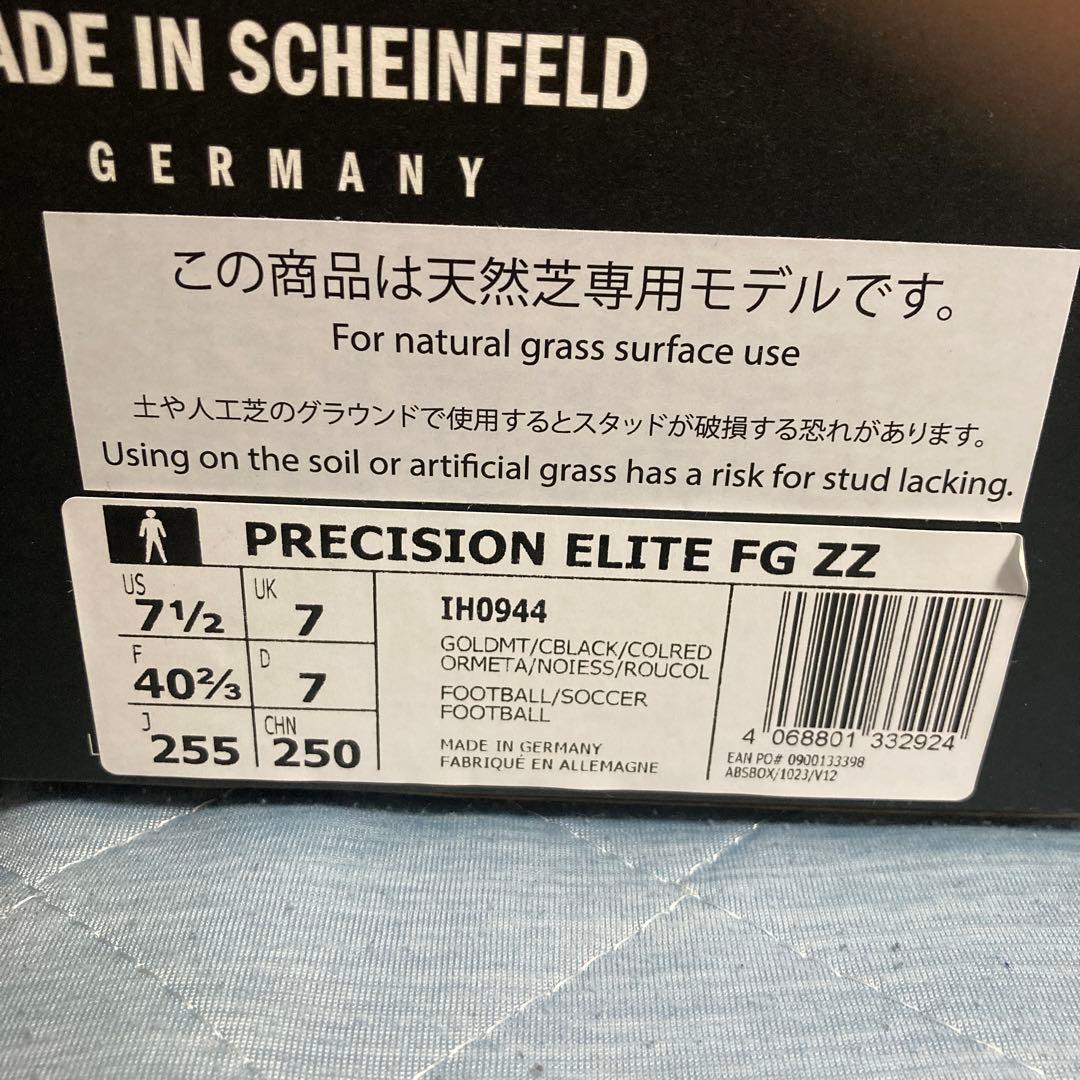 ADE IN SCHEINFELD
GERMANY
この商品は天然芝専用モデルです。
For natural grass surface use
土や人工芝のグラウンドで使用するとスタッドが破損する恐れがあります。
Using on the soil or artificial grass has a risk for stud lacking.
PRECISION ELITE FG ZZ
US 7½ UK 7
F 40⅔ D 7
J 255 CHN 250
IH0944
GOLDMT/CBLACK/COLRED
ORMETA/NOIESS/ROUCOL
FOOTBALL/SOCCER
FOOTBALL
MADE IN GERMANY
FABRIQUÉ EN ALLEMAGNE
4 068801 332924
EAN PO# 0900133398
ABSBOX/1023/V12